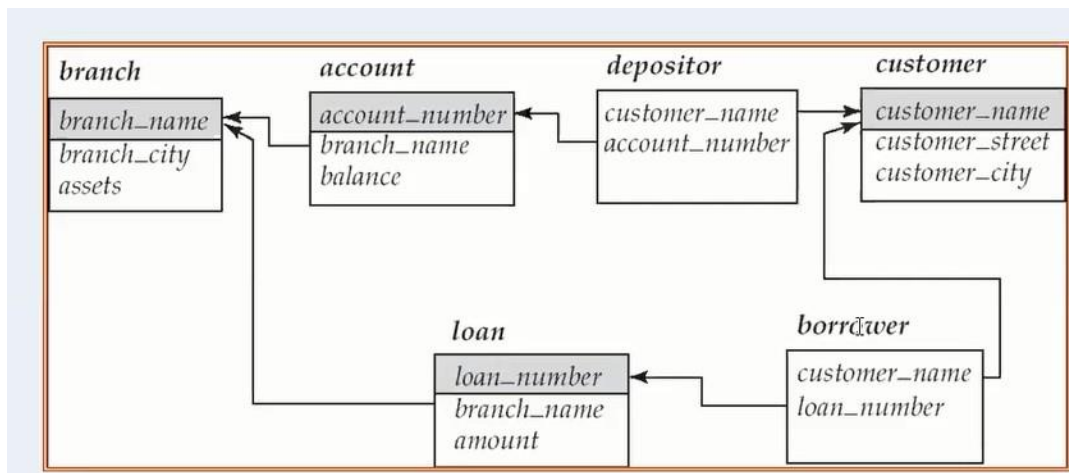 branch
branch_name
branch_city
assets
account
account_number
branch_name
balance
depositor
customer_name
account_number
customer
customer_name
customer_street
customer_city
loan
loan_number
branch_name
amount
borrower
customer_name
loan_number